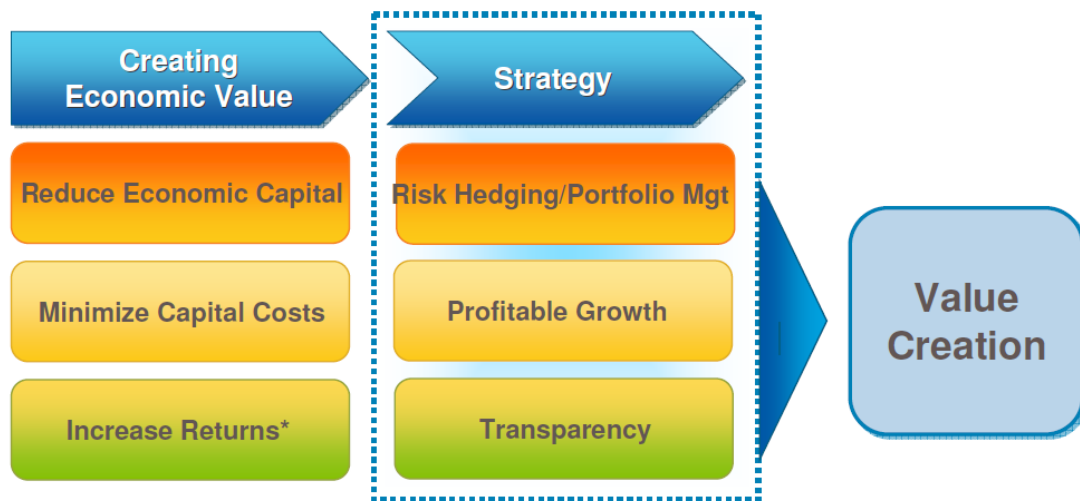 Creating
Economic Value
Strategy
Reduce Economic Capital
Risk Hedging/Portfolio Mgt
Minimize Capital Costs
Profitable Growth
Increase Returns*
Transparency
Value
Creation